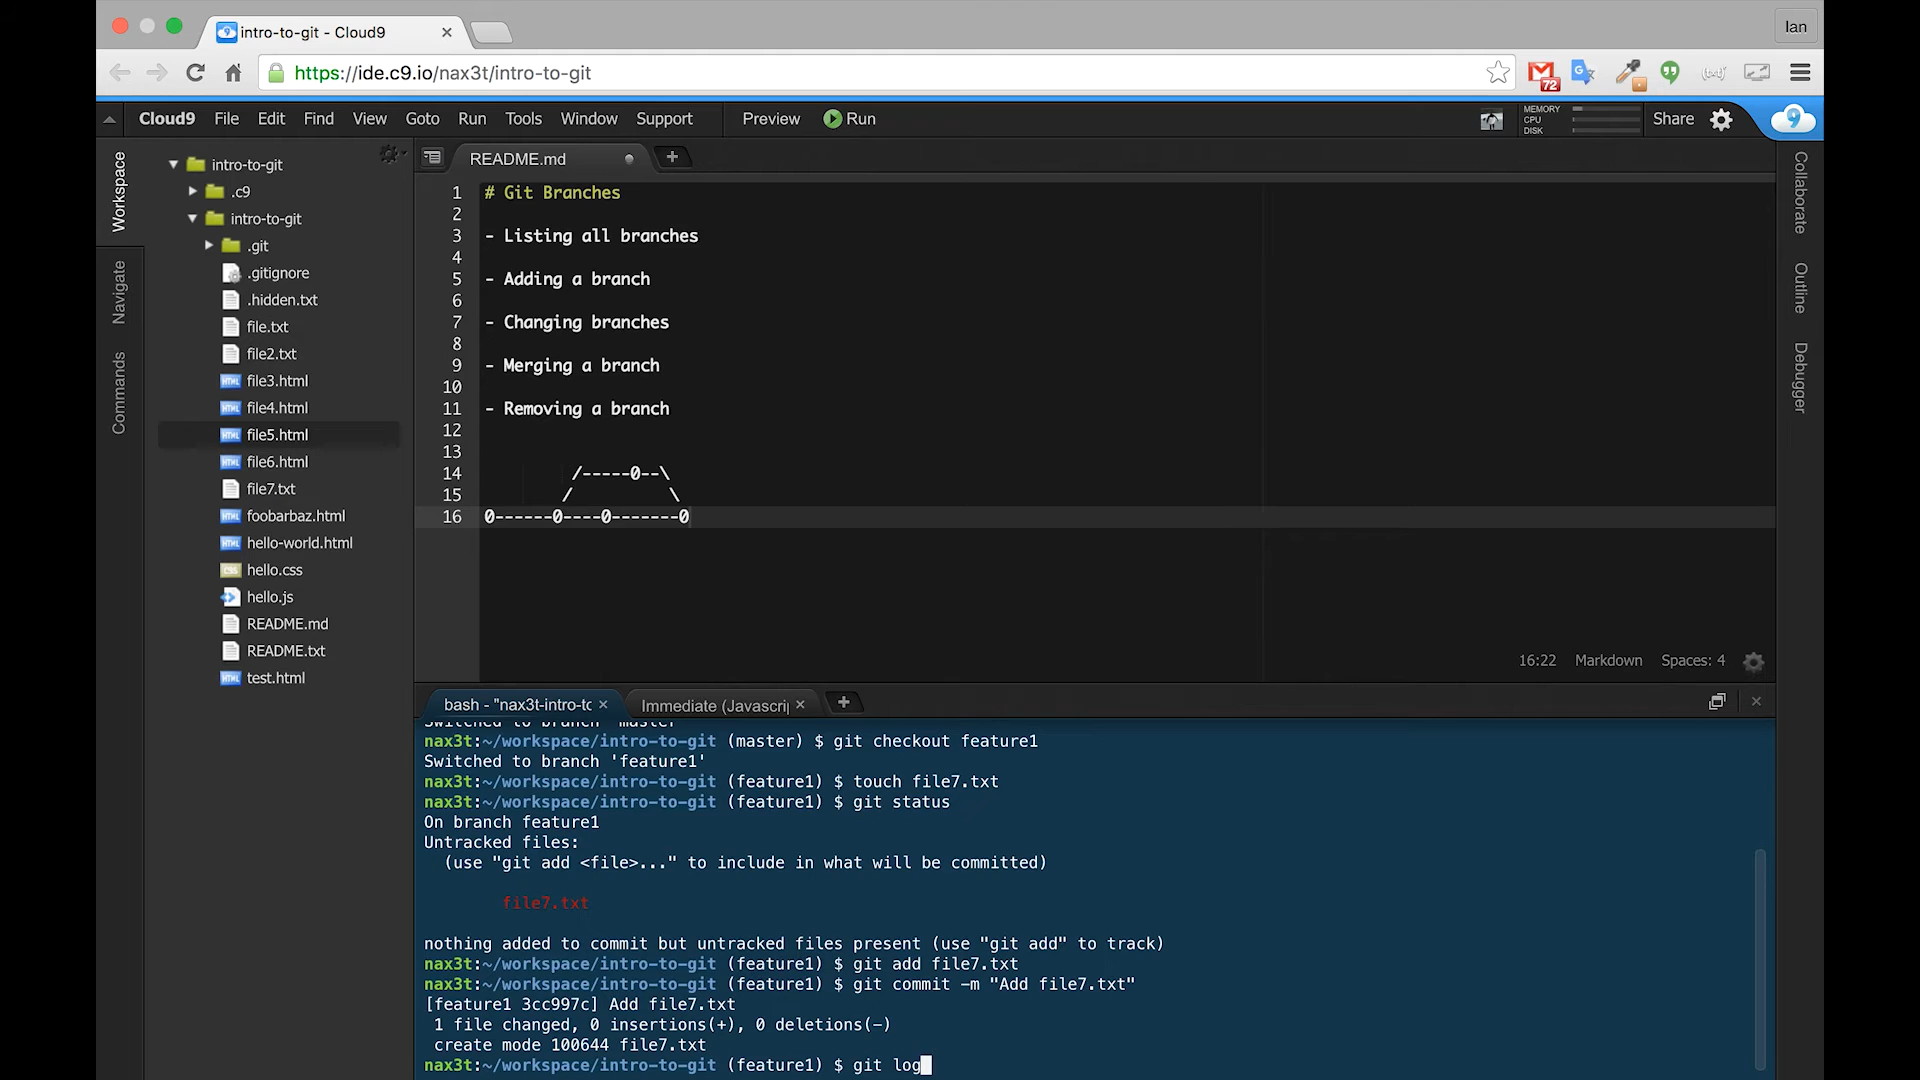 intro-to-git - Cloud9
Ian
https://ide.c9.io/nax3t/intro-to-git
72
Cloud9 File Edit Find View Goto Run Tools Window Support Preview Run
MEMORY
CPU
DISK
Share
9
Workspace
Navigate
Commands
intro-to-git
.c9
intro-to-git
.git
.gitignore
.hidden.txt
file.txt
file2.txt
file3.html
file4.html
file5.html
file6.html
file7.txt
foobarbaz.html
hello-world.html
hello.css
hello.js
README.md
README.txt
test.html
README.md
1 # Git Branches
2
3 - Listing all branches
4
5 - Adding a branch
6
7 - Changing branches
8
9 - Merging a branch
10
11 - Removing a branch
12
13
14 /-----0--\
15 / \
16 0------0----0-------0
16:22 Markdown Spaces: 4
Collaborate
Outline
Debugger
bash - "nax3t-intro-to
Immediate (Javascrip
Switched to branch 'master'
nax3t:~/workspace/intro-to-git (master) $ git checkout feature1
Switched to branch 'feature1'
nax3t:~/workspace/intro-to-git (feature1) $ touch file7.txt
nax3t:~/workspace/intro-to-git (feature1) $ git status
On branch feature1
Untracked files:
(use "git add <file>..." to include in what will be committed)
file7.txt
nothing added to commit but untracked files present (use "git add" to track)
nax3t:~/workspace/intro-to-git (feature1) $ git add file7.txt
nax3t:~/workspace/intro-to-git (feature1) $ git commit -m "Add file7.txt"
[feature1 3cc997c] Add file7.txt
1 file changed, 0 insertions(+), 0 deletions(-)
create mode 100644 file7.txt
nax3t:~/workspace/intro-to-git (feature1) $ git log